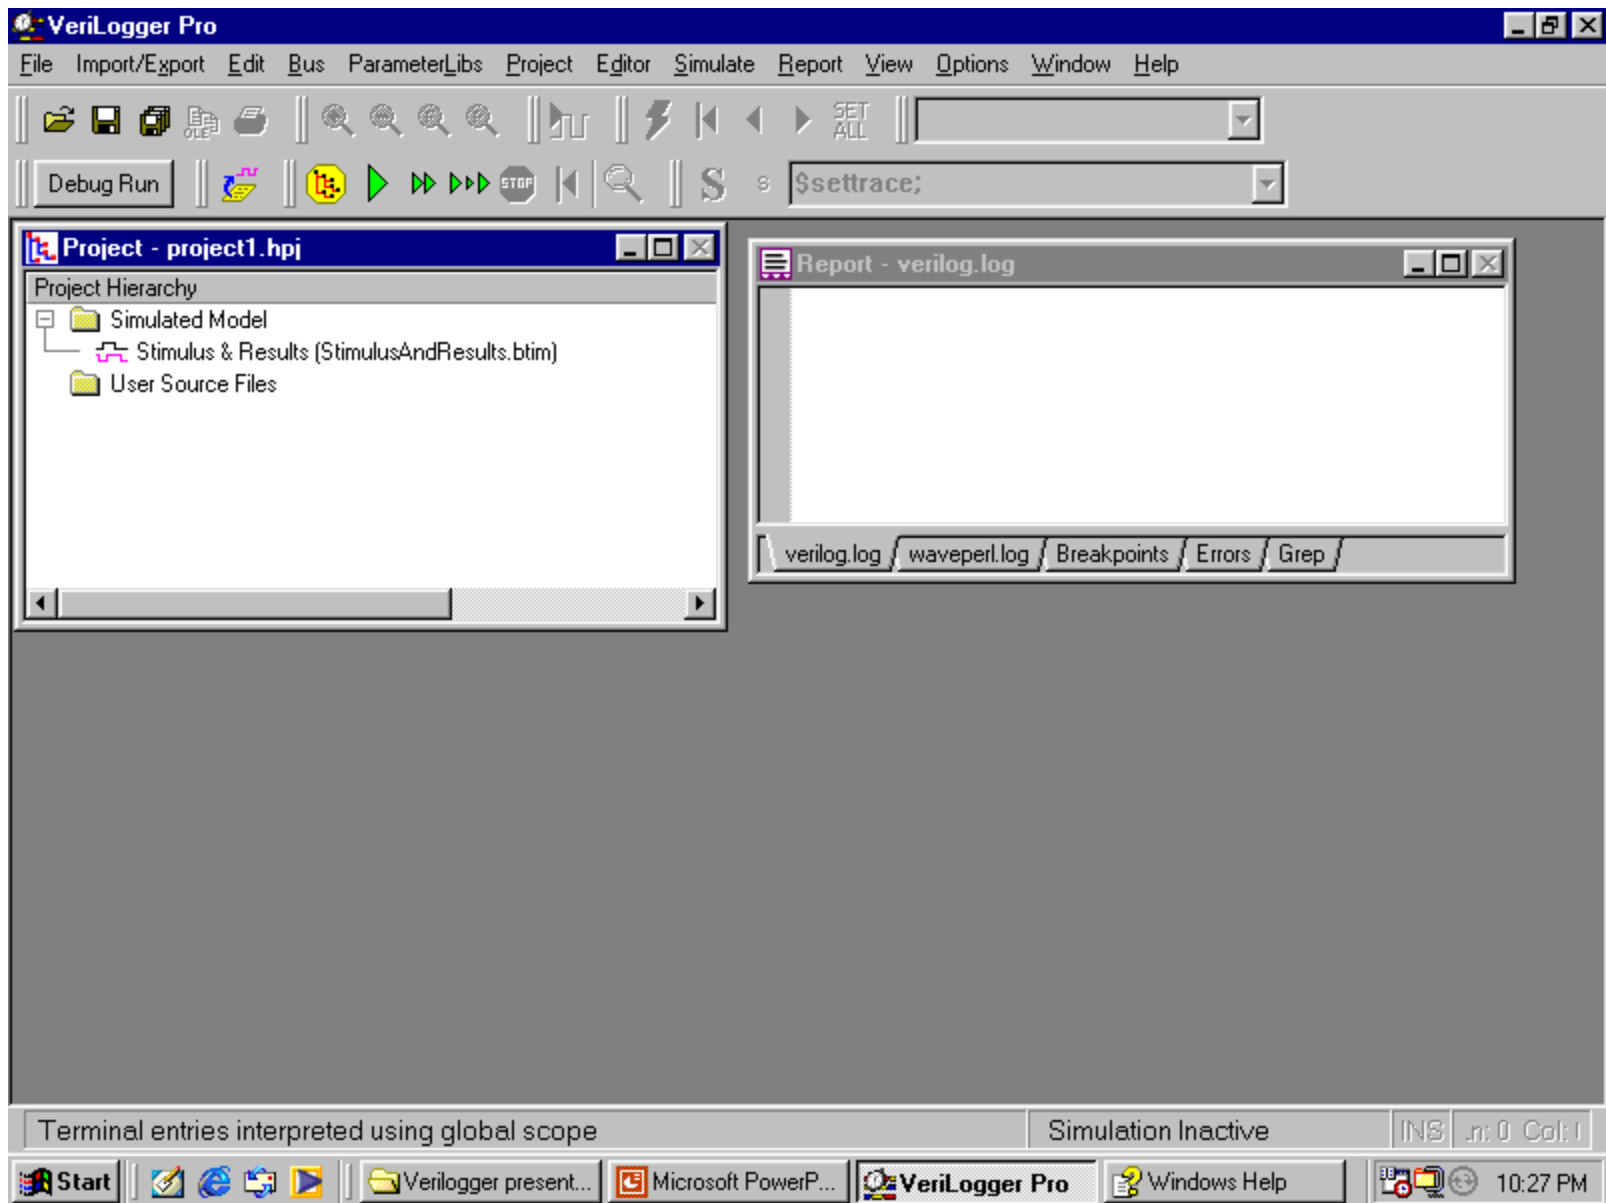 VeriLogger Pro
File Import/Export Edit Bus ParameterLibs Project Editor Simulate Report View Options Window Help
OLE SET ALL
Debug Run STOP S s $settrace;
Project - project1.hpj
Project Hierarchy
Simulated Model
Stimulus & Results (StimulusAndResults.btim)
User Source Files
Report - verilog.log
verilog.log waveperl.log Breakpoints Errors Grep
Terminal entries interpreted using global scope Simulation Inactive INS Col:
Start Verilogger present... Microsoft PowerP... VeriLogger Pro Windows Help 10:27 PM